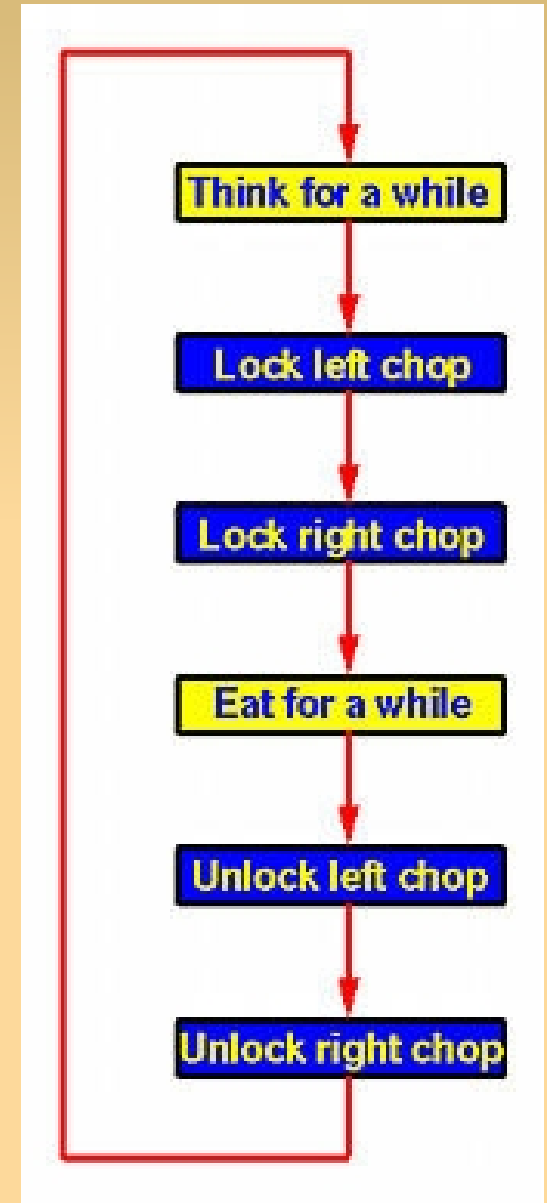 Think for a while
Lock left chop
Lock right chop
Eat for a while
Unlock left chop
Unlock right chop